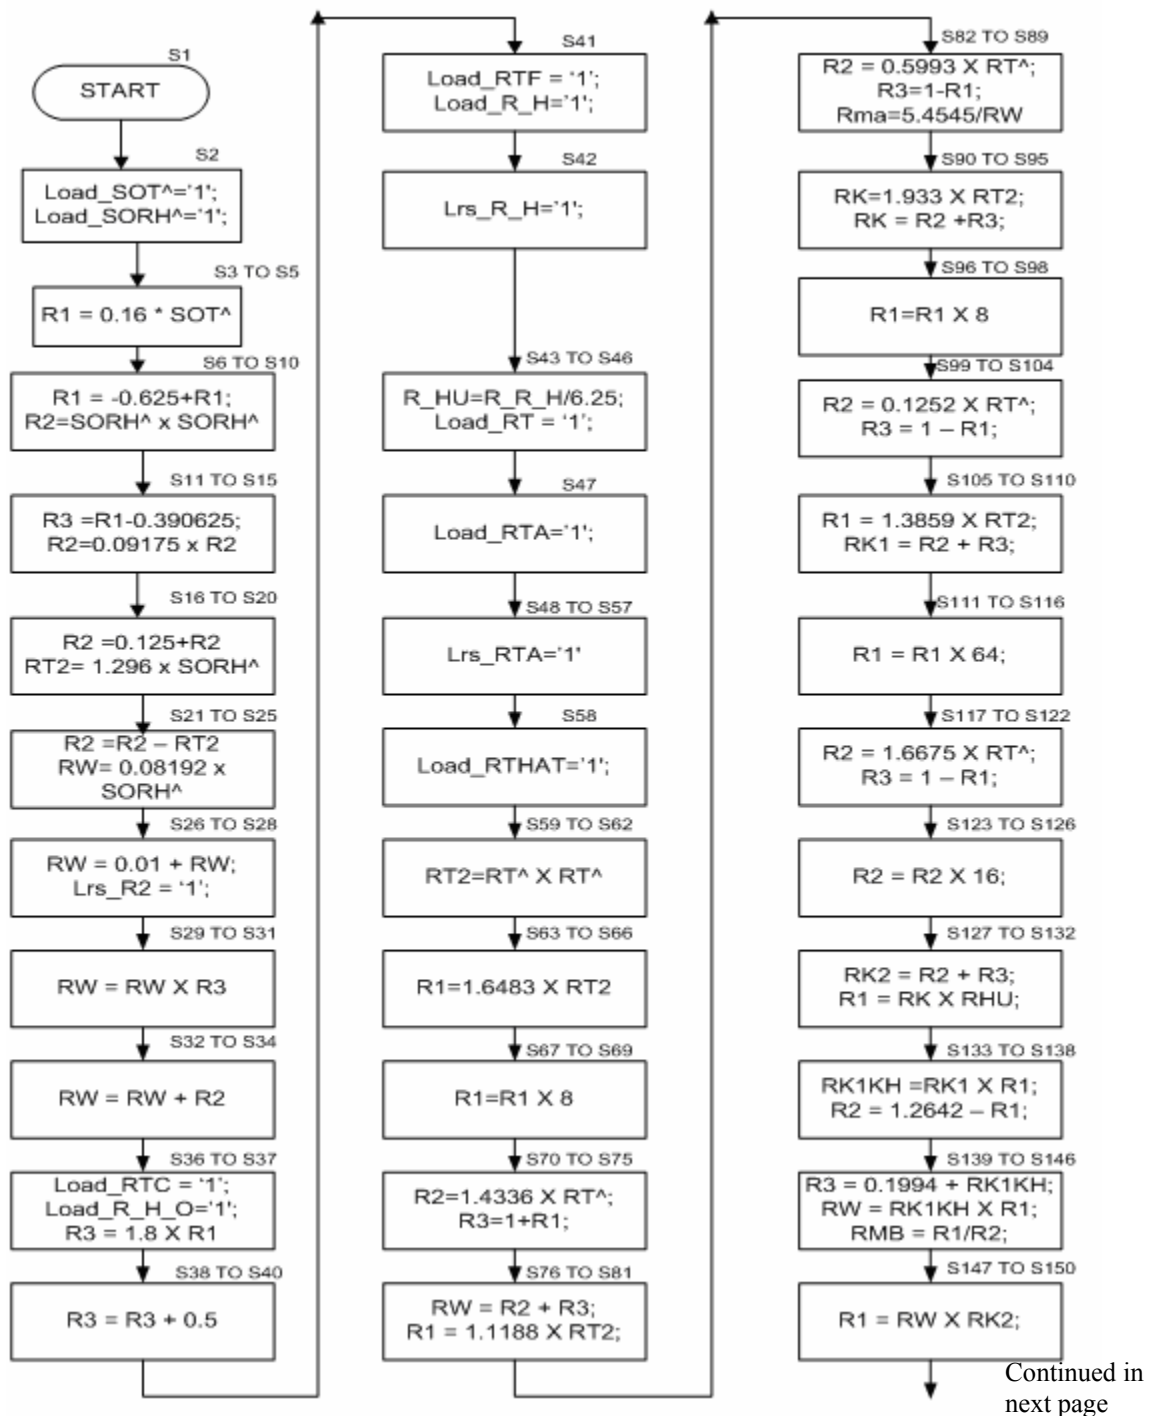 S1
START
S2
Load_SOT^='1';
Load_SORH^='1';
S3 TO S5
R1 = 0.16 * SOT^
S6 TO S10
R1 = -0.625+R1;
R2=SORH^ x SORH^
S11 TO S15
R3 =R1-0.390625;
R2=0.09175 x R2
S16 TO S20
R2 =0.125+R2
RT2= 1.296 x SORH^
S21 TO S25
R2 =R2 – RT2
RW= 0.08192 x
SORH^
S26 TO S28
RW = 0.01 + RW;
Lrs_R2 = '1';
S29 TO S31
RW = RW X R3
S32 TO S34
RW = RW + R2
S36 TO S37
Load_RTC = '1';
Load_R_H_O='1';
R3 = 1.8 X R1
S38 TO S40
R3 = R3 + 0.5
S41
Load_RTF = '1';
Load_R_H='1';
S42
Lrs_R_H='1';
S43 TO S46
R_HU=R_R_H/6.25;
Load_RT = '1';
S47
Load_RTA='1';
S48 TO S57
Lrs_RTA='1'
S58
Load_RTHAT='1';
S59 TO S62
RT2=RT^ X RT^
S63 TO S66
R1=1.6483 X RT2
S67 TO S69
R1=R1 X 8
S70 TO S75
R2=1.4336 X RT^;
R3=1+R1;
S76 TO S81
RW = R2 + R3;
R1 = 1.1188 X RT2;
S82 TO S89
R2 = 0.5993 X RT^;
R3=1-R1;
Rma=5.4545/RW
S90 TO S95
RK=1.933 X RT2;
RK = R2 +R3;
S96 TO S98
R1=R1 X 8
S99 TO S104
R2 = 0.1252 X RT^;
R3 = 1 – R1;
S105 TO S110
R1 = 1.3859 X RT2;
RK1 = R2 + R3;
S111 TO S116
R1 = R1 X 64;
S117 TO S122
R2 = 1.6675 X RT^;
R3 = 1 – R1;
S123 TO S126
R2 = R2 X 16;
S127 TO S132
RK2 = R2 + R3;
R1 = RK X RHU;
S133 TO S138
RK1KH =RK1 X R1;
R2 = 1.2642 – R1;
S139 TO S146
R3 = 0.1994 + RK1KH;
RW = RK1KH X R1;
RMB = R1/R2;
S147 TO S150
R1 = RW X RK2;
Continued in
next page